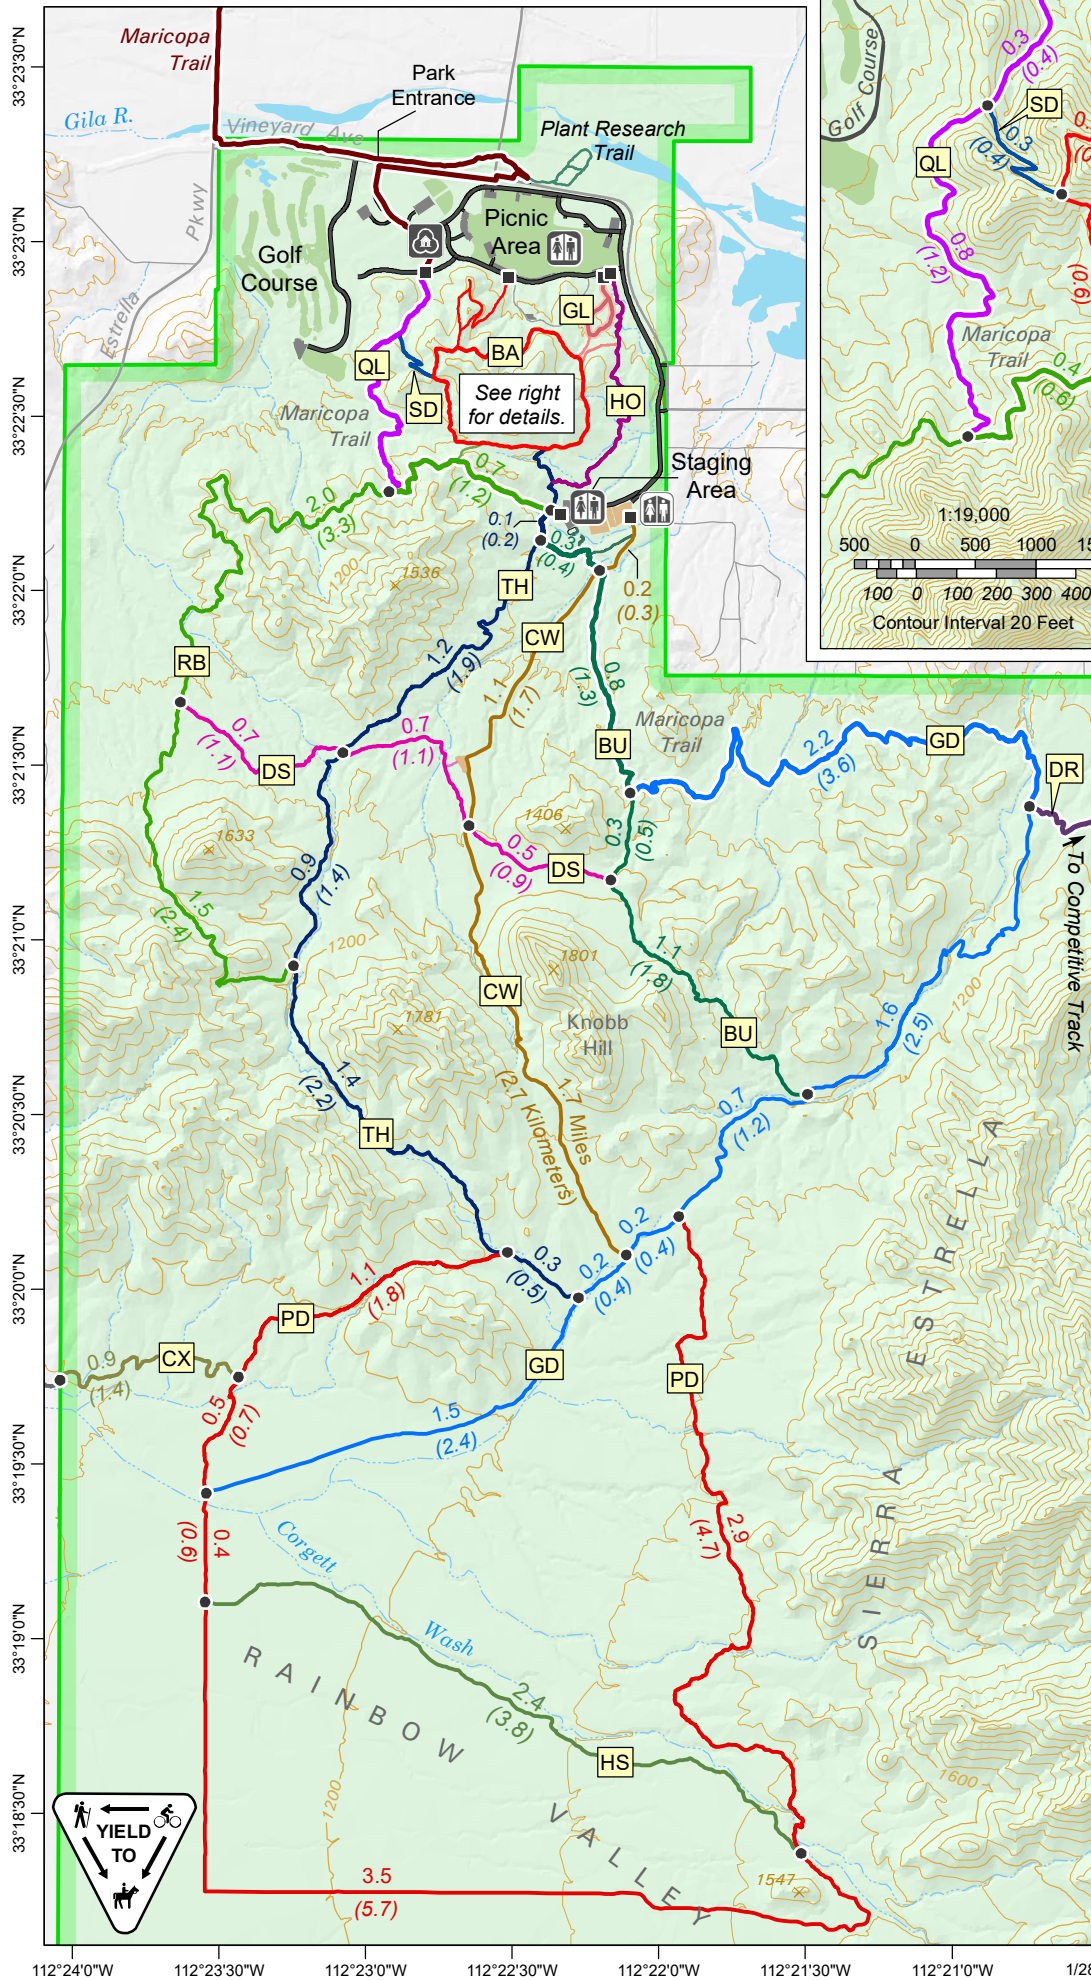 Maricopa
Trail
Park
Entrance
Gila R.
Vineyard Ave
Plant Research
Trail
Pkwy
Estrella
Golf
Course
Picnic
Area
GL
QL
BA
SD
HO
See right
for details.
Maricopa
Trail
Staging
Area
0.7
(1.2)
2.0
(3.3)
0.1
(0.2)
0.3
(0.4)
0.2
(0.3)
1200
1536
TH
CW
RB
1.2
(1.9)
1.1
(1.7)
0.8
(1.3)
Maricopa
Trail
0.7
(1.1)
DS
0.7
(1.1)
BU
2.2
(3.6)
GD
DR
To Competitive Track
1406
0.3
(0.5)
0.5
(0.9)
DS
1633
0.9
(1.4)
1.5
(2.4)
1200
1801
1.1
(1.8)
CW
1781
Knobb
Hill
BU
1.6
(2.5)
1200
1.4
(2.2)
TH
1.7 Miles
(2.7 Kilometers)
0.7
(1.2)
0.2
(0.4)
0.2
(0.4)
0.3
(0.5)
1.1
(1.8)
PD
CX
0.9
(1.4)
0.5
(0.7)
GD
1.5
(2.4)
PD
SIERRA ESTRELLA
0.4
(0.6)
Corgett
Wash
2.9
(4.7)
RAINBOW
VALLEY
2.4
(3.8)
HS
1200
1600
1547
3.5
(5.7)
YIELD
TO
Golf Course
0.3
(0.4)
SD
0.3
(0.4)
QL
0.8
(1.2)
(0.6)
Maricopa
Trail
0.4
(0.6)
1:19,000
500 0 500 1000
100 0 100 200 300 400
Contour Interval 20 Feet
33°23'30"N
33°23'0"N
33°22'30"N
33°22'0"N
33°21'30"N
33°21'0"N
33°20'30"N
33°20'0"N
33°19'30"N
33°19'0"N
33°18'30"N
112°24'0"W 112°23'30"W 112°23'0"W 112°22'30"W 112°22'0"W 112°21'30"W 112°21'0"W 1/28